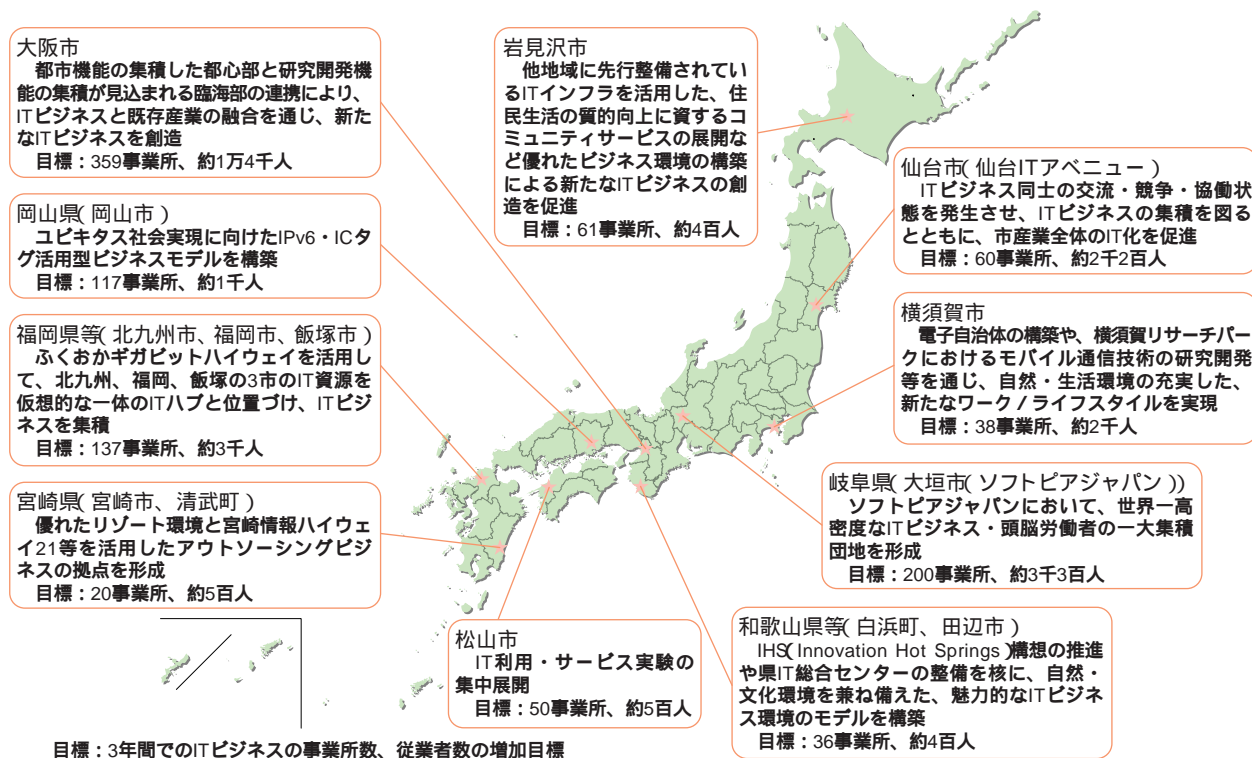 大阪市
都市機能の集積した都心部と研究開発機
能の集積が見込まれる臨海部の連携により、
ITビジネスと既存産業の融合を通じ、新た
なITビジネスを創造
目標：359事業所、約1万4千人
岡山県（岡山市）
ユビキタス社会実現に向けたIPv6・ICタ
グ活用型ビジネスモデルを構築
目標：117事業所、約1千人
福岡県等（北九州市、福岡市、飯塚市）
ふくおかギガビットハイウェイを活用し
て、北九州、福岡、飯塚の3市のIT資源を
仮想的な一体のITハブと位置づけ、ITビジ
ネスを集積
目標：137事業所、約3千人
宮崎県（宮崎市、清武町）
優れたリゾート環境と宮崎情報ハイウェ
イ21等を活用したアウトソーシングビジ
ネスの拠点を形成
目標：20事業所、約5百人
岩見沢市
他地域に先行整備されてい
るITインフラを活用した、住
民生活の質的向上に資するコ
ミュニティサービスの展開な
ど優れたビジネス環境の構築
による新たなITビジネスの創
造を促進
目標：61事業所、約4百人
仙台市（仙台ITアベニュー）
ITビジネス同士の交流・競争・協働状
態を発生させ、ITビジネスの集積を図る
とともに、市産業全体のIT化を促進
目標：60事業所、約2千2百人
横須賀市
電子自治体の構築や、横須賀リサーチパー
クにおけるモバイル通信技術の研究開発
等を通じ、自然・生活環境の充実した、
新たなワーク／ライフスタイルを実現
目標：38事業所、約2千人
岐阜県（大垣市（ソフトピアジャパン））
ソフトピアジャパンにおいて、世界一高
密度なITビジネス・頭脳労働者の一大集積
団地を形成
目標：200事業所、約3千3百人
和歌山県等（白浜町、田辺市）
IHS（Innovation Hot Springs）構想の推進
や県IT総合センターの整備を核に、自然・
文化環境を兼ね備えた、魅力的なITビジネ
ス環境のモデルを構築
目標：36事業所、約4百人
松山市
IT利用・サービス実験の
集中展開
目標：50事業所、約5百人
目標：3年間でのITビジネスの事業所数、従業者数の増加目標